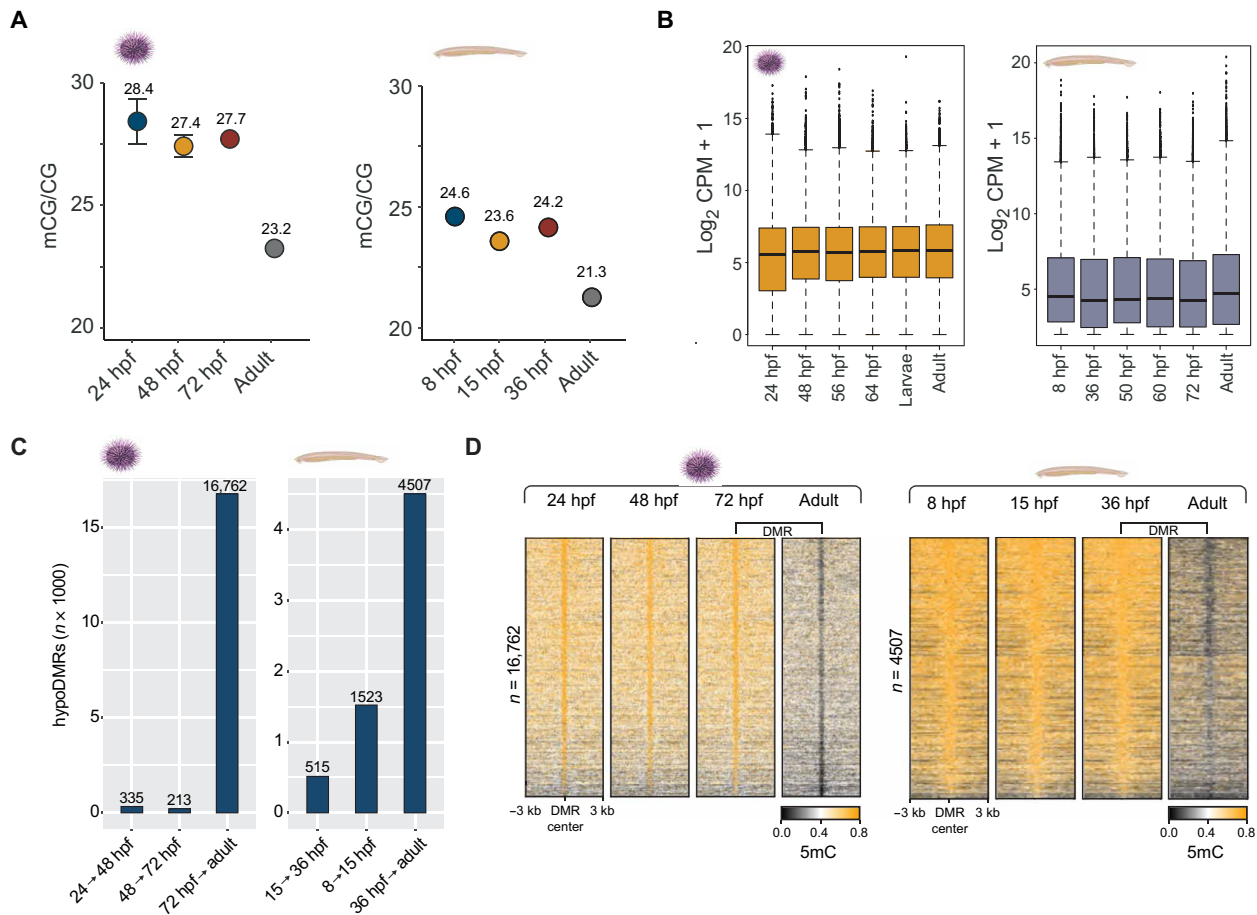 A
30
25
20
mCG/CG
28.4
27.4
27.7
23.2
24 hpf
48 hpf
72 hpf
Adult
30
25
20
mCG/CG
24.6
23.6
24.2
21.3
8 hpf
15 hpf
36 hpf
Adult
B
20
15
10
5
0
Log2 CPM + 1
24 hpf
48 hpf
56 hpf
64 hpf
Larvae
Adult
20
15
10
5
Log2 CPM + 1
8 hpf
36 hpf
50 hpf
60 hpf
72 hpf
Adult
C
hypoDMRs (n × 1000)
15
10
5
0
335
213
16,762
24→48 hpf
48→72 hpf
72 hpf→adult
4
3
2
1
0
515
1523
4507
15→36 hpf
8→15 hpf
36 hpf→adult
D
24 hpf 48 hpf 72 hpf Adult
DMR
n = 16,762
−3 kb DMR center 3 kb
0.0 0.4 0.8
5mC
8 hpf 15 hpf 36 hpf Adult
DMR
n = 4507
−3 kb DMR center 3 kb
0.0 0.4 0.8
5mC